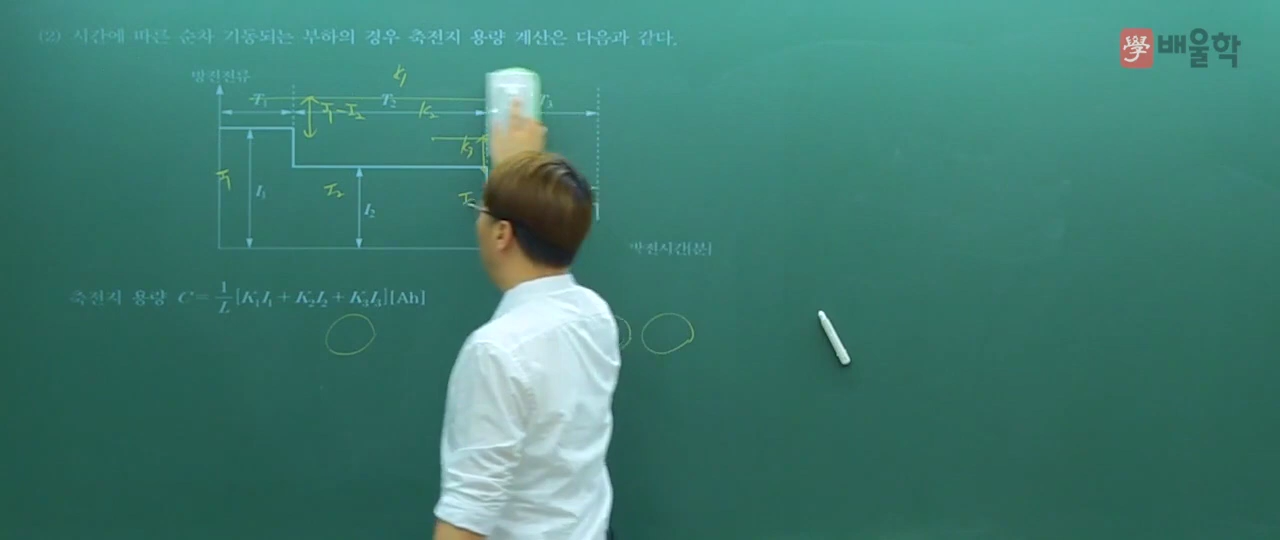 (2) 시간에 따른 순차 기동되는 부하의 경우 축전지 용량 계산은 다음과 같다.
學 배울학
방전전류
K₁
T₁ T₂ T₃
I₁-I₂ K₂
K₃
I₁ I₂
I₁ I₂
방전시간(분)
축전지 용량 C=1/L[K₁I₁+K₂I₂+K₃I₃][Ah]